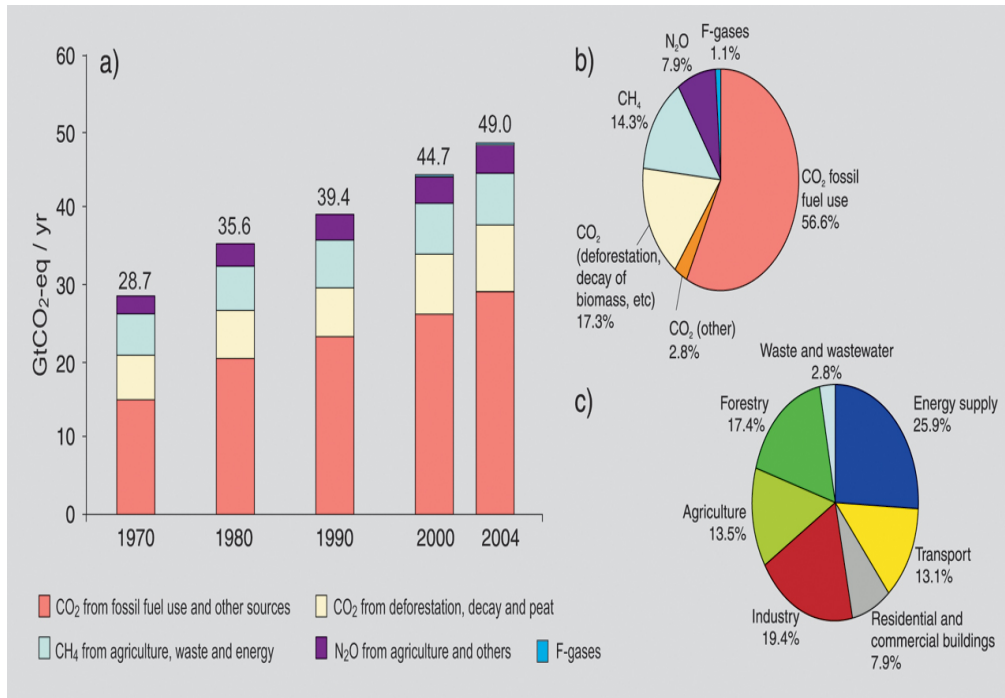 a)
60
50
40
30
20
10
0
GtCO₂-eq / yr
28.7
35.6
39.4
44.7
49.0
1970
1980
1990
2000
2004
CO₂ from fossil fuel use and other sources
CO₂ from deforestation, decay and peat
CH₄ from agriculture, waste and energy
N₂O from agriculture and others
F-gases
b)
F-gases
1.1%
N₂O
7.9%
CH₄
14.3%
CO₂ fossil
fuel use
56.6%
CO₂
(deforestation,
decay of
biomass, etc)
17.3%
CO₂ (other)
2.8%
c)
Waste and wastewater
2.8%
Forestry
17.4%
Energy supply
25.9%
Agriculture
13.5%
Transport
13.1%
Industry
19.4%
Residential and
commercial buildings
7.9%